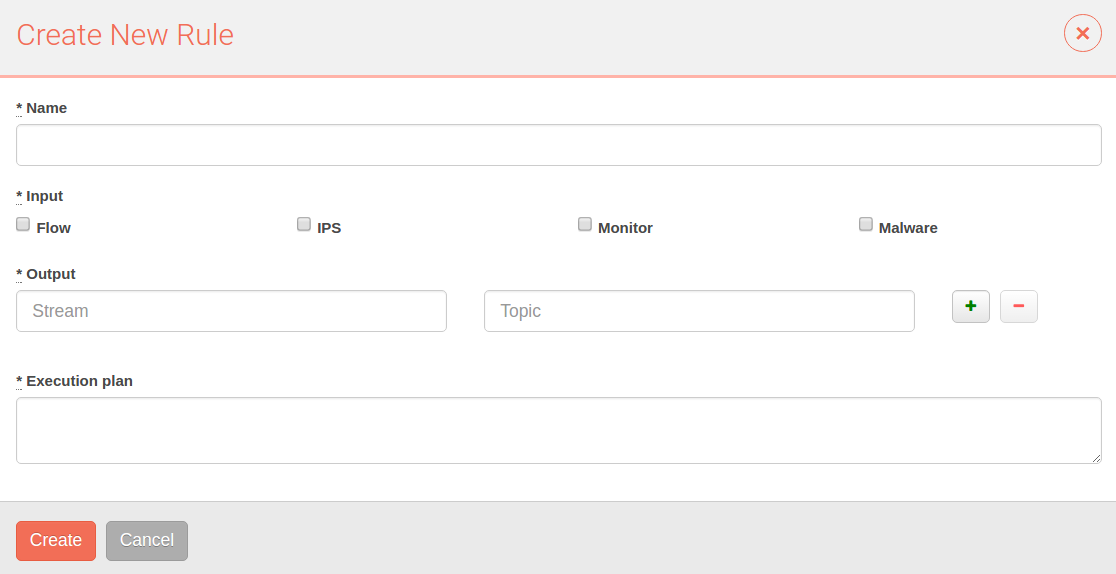 Create New Rule
* Name
* Input
Flow IPS Monitor Malware
* Output
Stream Topic
* Execution plan
Create Cancel